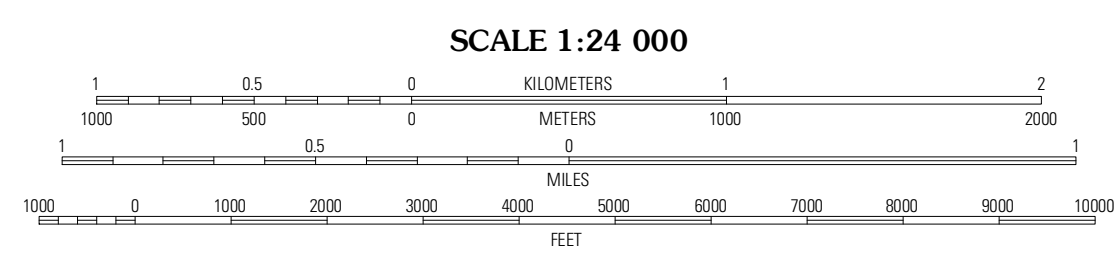 SCALE 1:24 000
1 0.5 0 KILOMETERS 1 2
1000 500 0 METERS 1000 2000
1 0.5 0 1
MILES
1000 0 1000 2000 3000 4000 5000 6000 7000 8000 9000 10000
FEET